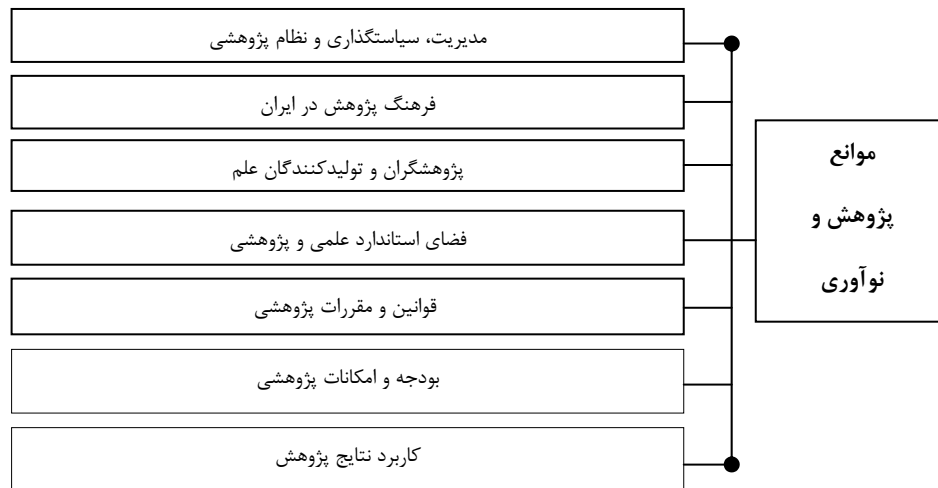 مدیریت، سیاستگذاری و نظام پژوهشی
فرهنگ پژوهش در ایران
پژوهشگران و تولیدکنندگان علم
فضای استاندارد علمی و پژوهشی
قوانین و مقررات پژوهشی
بودجه و امکانات پژوهشی
کاربرد نتایج پژوهش
موانع
پژوهش و
نوآوری